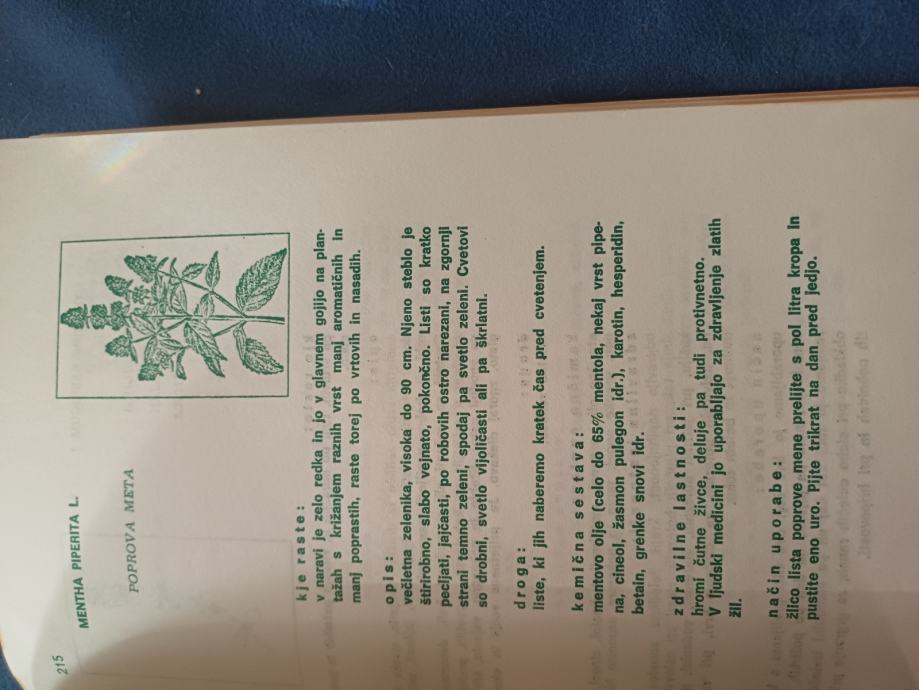 215
MENTHA PIPERITA L.
POPROVA META
kje raste:
v naravi je zelo redka in jo v glavnem gojijo na plan-
tažah s križanjem raznih vrst manj aromatičnih in
manj poprastih, raste torej po vrtovih in nasadih.
opis:
večletna zelenika, visoka do 90 cm. Njeno steblo je
štirirobno, slabo vejnato, pokončno. Listi so kratko
pecljati, jajčasti, po robovih ostro narezani, na zgornji
strani temno zeleni, spodaj pa svetlo zeleni. Cvetovi
so drobni, svetlo vijoličasti ali pa škrlatni.
droga:
liste, ki jih naberemo kratek čas pred cvetenjem.
kemična sestava:
mentovo olje (celo do 65% mentola, nekaj vrst pipe-
na, cineol, žasmon pulegon idr.), karotin, hesperidin,
betain, grenke snovi idr.
zdravilne lastnosti:
hromi čutne živce, deluje pa tudi protivnetno.
V ljudski medicini jo uporabljajo za zdravljenje zlatih
žil.
način uporabe:
žlico lista poprove mene prelijte s pol litra kropa in
pustite eno uro. Pijte trikrat na dan pred jedjo.